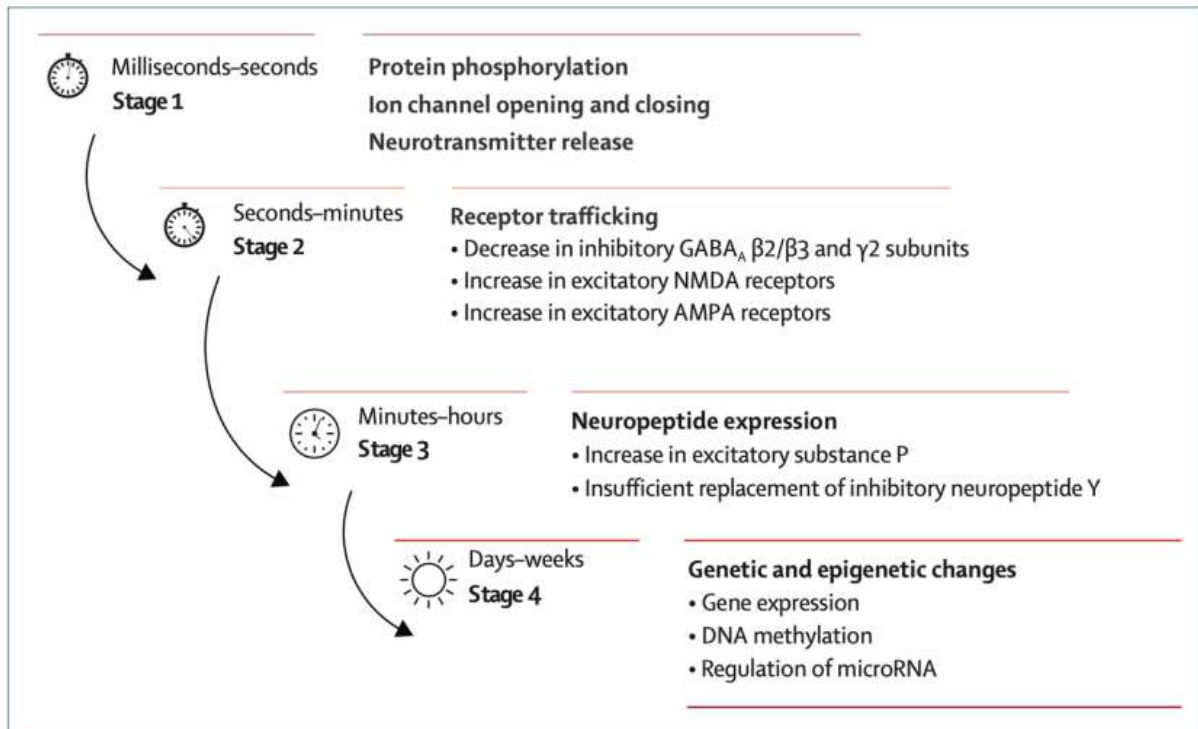 Milliseconds–seconds
Stage 1
Protein phosphorylation
Ion channel opening and closing
Neurotransmitter release
Seconds–minutes
Stage 2
Receptor trafficking
• Decrease in inhibitory GABA_A β2/β3 and γ2 subunits
• Increase in excitatory NMDA receptors
• Increase in excitatory AMPA receptors
Minutes–hours
Stage 3
Neuropeptide expression
• Increase in excitatory substance P
• Insufficient replacement of inhibitory neuropeptide Y
Days–weeks
Stage 4
Genetic and epigenetic changes
• Gene expression
• DNA methylation
• Regulation of microRNA